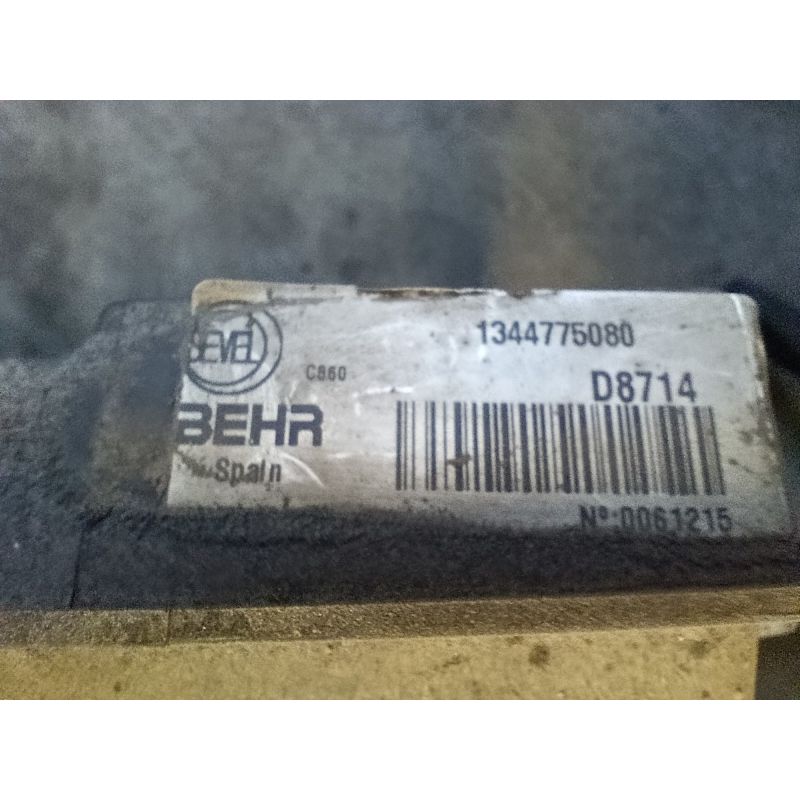 SEVEL
1344775080
C860
D8714
BEHR
Spain
Nº:0061215